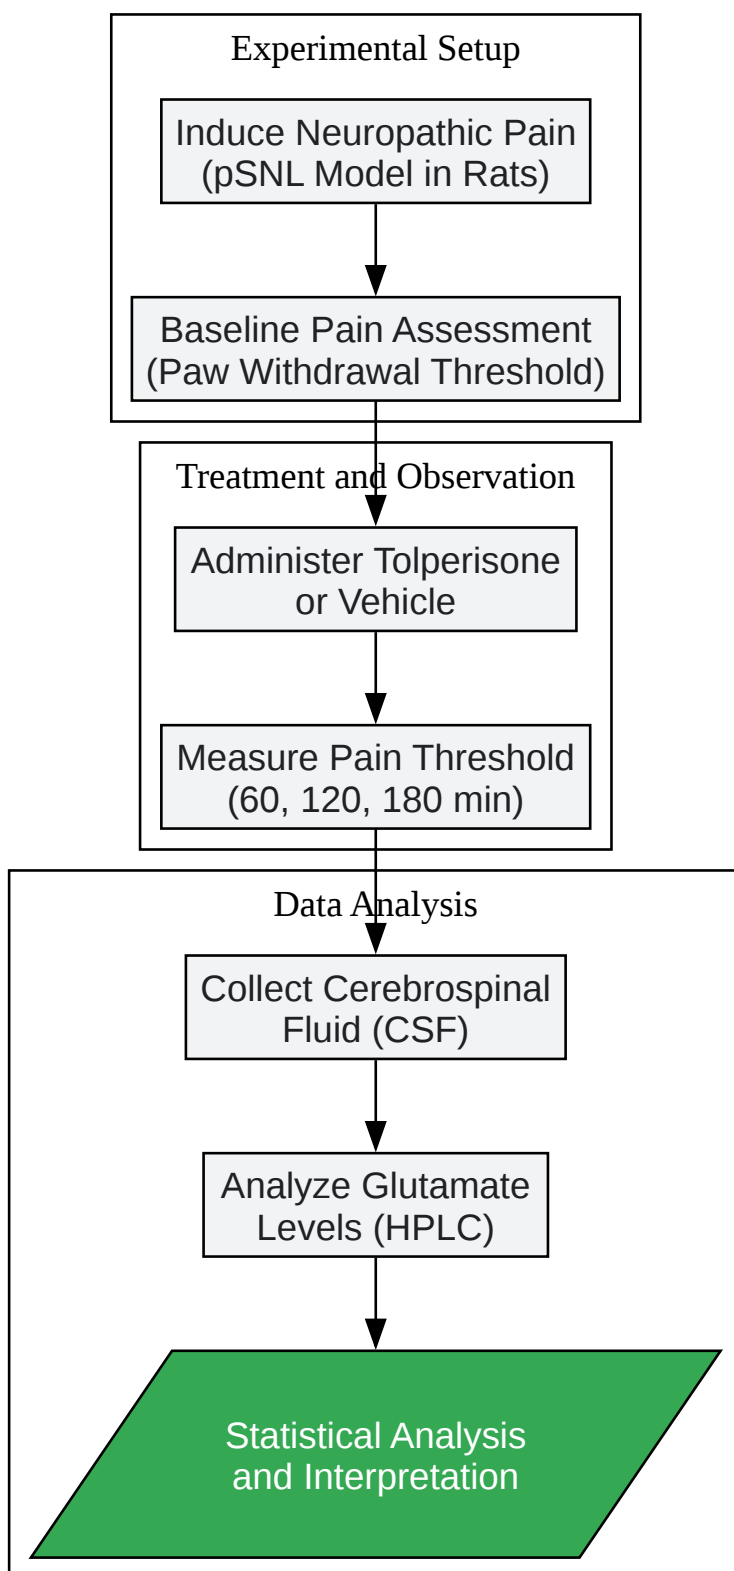 Experimental Setup
Induce Neuropathic Pain
(pSNL Model in Rats)
Baseline Pain Assessment
(Paw Withdrawal Threshold)
Treatment and Observation
Administer Tolperisone
or Vehicle
Measure Pain Threshold
(60, 120, 180 min)
Data Analysis
Collect Cerebrospinal
Fluid (CSF)
Analyze Glutamate
Levels (HPLC)
Statistical Analysis
and Interpretation